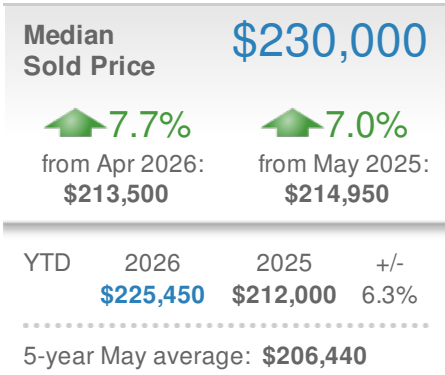 Median $230,000
Sold Price
7.7% 7.0%
from Apr 2026: from May 2025:
$213,500 $214,950
YTD 2026 2025 +/-
$225,450 $212,000 6.3%
5-year May average: $206,440